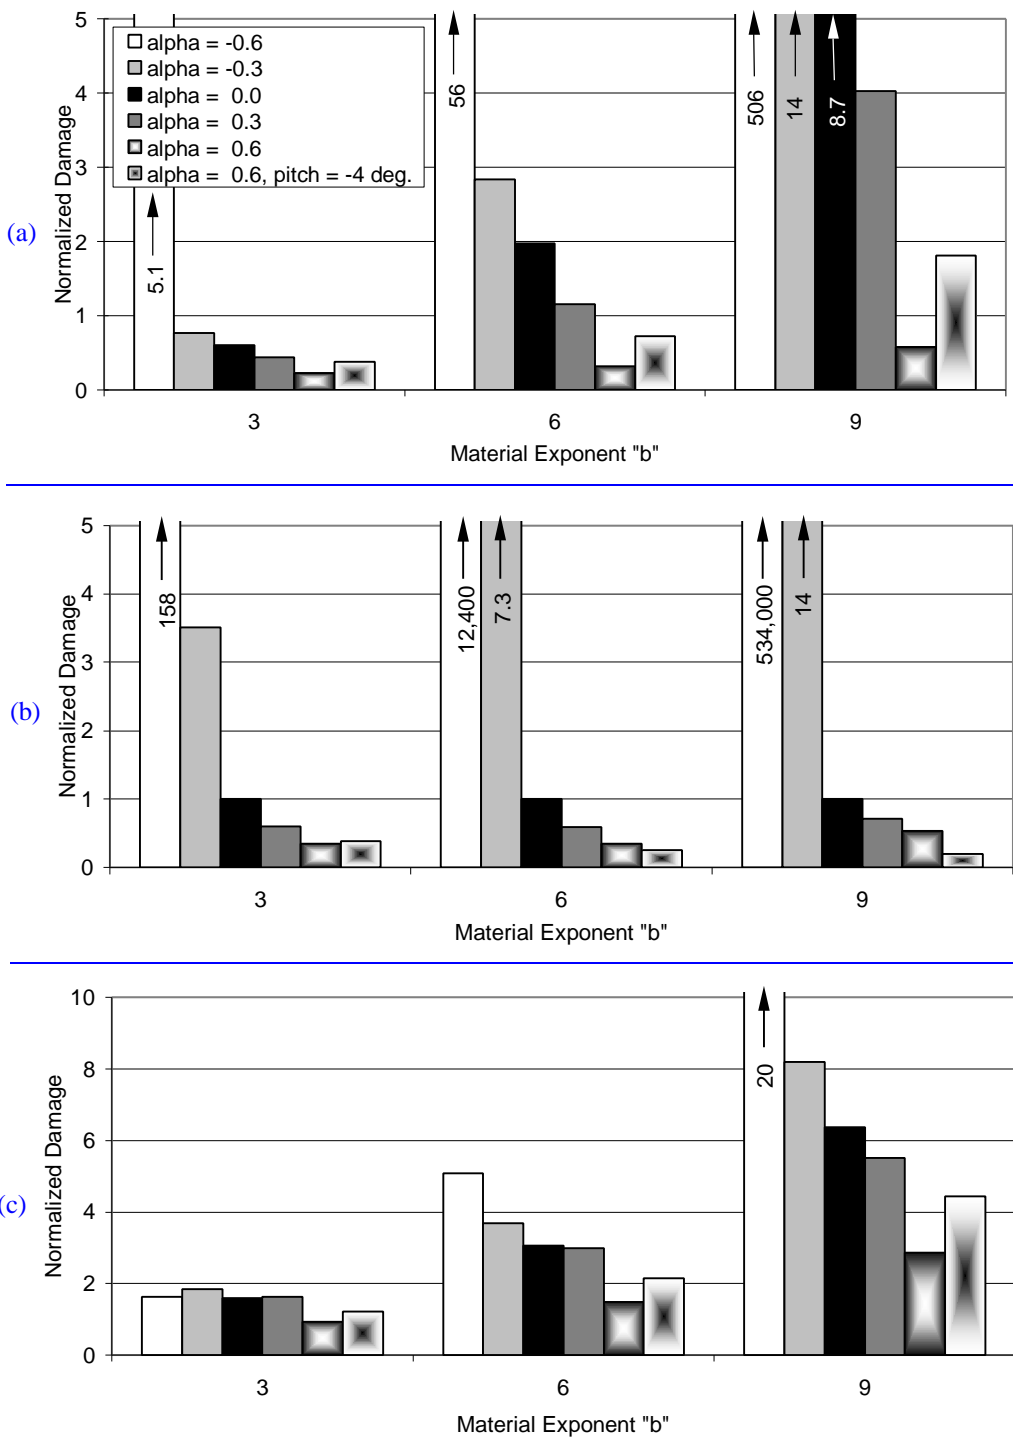 5
alpha = -0.6
alpha = -0.3
alpha = 0.0
alpha = 0.3
alpha = 0.6
alpha = 0.6, pitch = -4 deg.
4
3
2
1
0
Normalized Damage
(a)
5.1
56
506
14
8.7
3
6
9
Material Exponent "b"
5
4
3
2
1
0
Normalized Damage
(b)
158
12,400
7.3
534,000
14
3
6
9
Material Exponent "b"
10
8
6
4
2
0
Normalized Damage
(c)
20
3
6
9
Material Exponent "b"